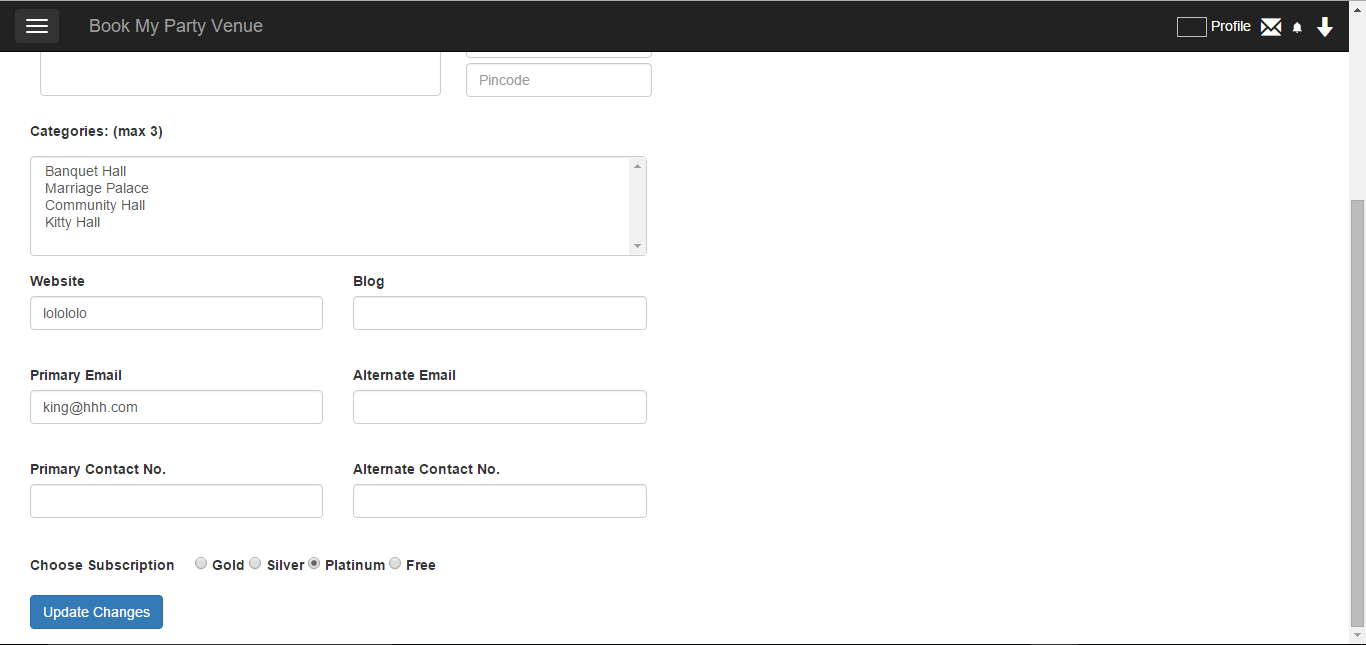 Book My Party Venue Profile
Pincode
Categories: (max 3)
Banquet Hall
Marriage Palace
Community Hall
Kitty Hall
Website Blog
lolololo
Primary Email Alternate Email
king@hhh.com
Primary Contact No. Alternate Contact No.
Choose Subscription Gold Silver Platinum Free
Update Changes